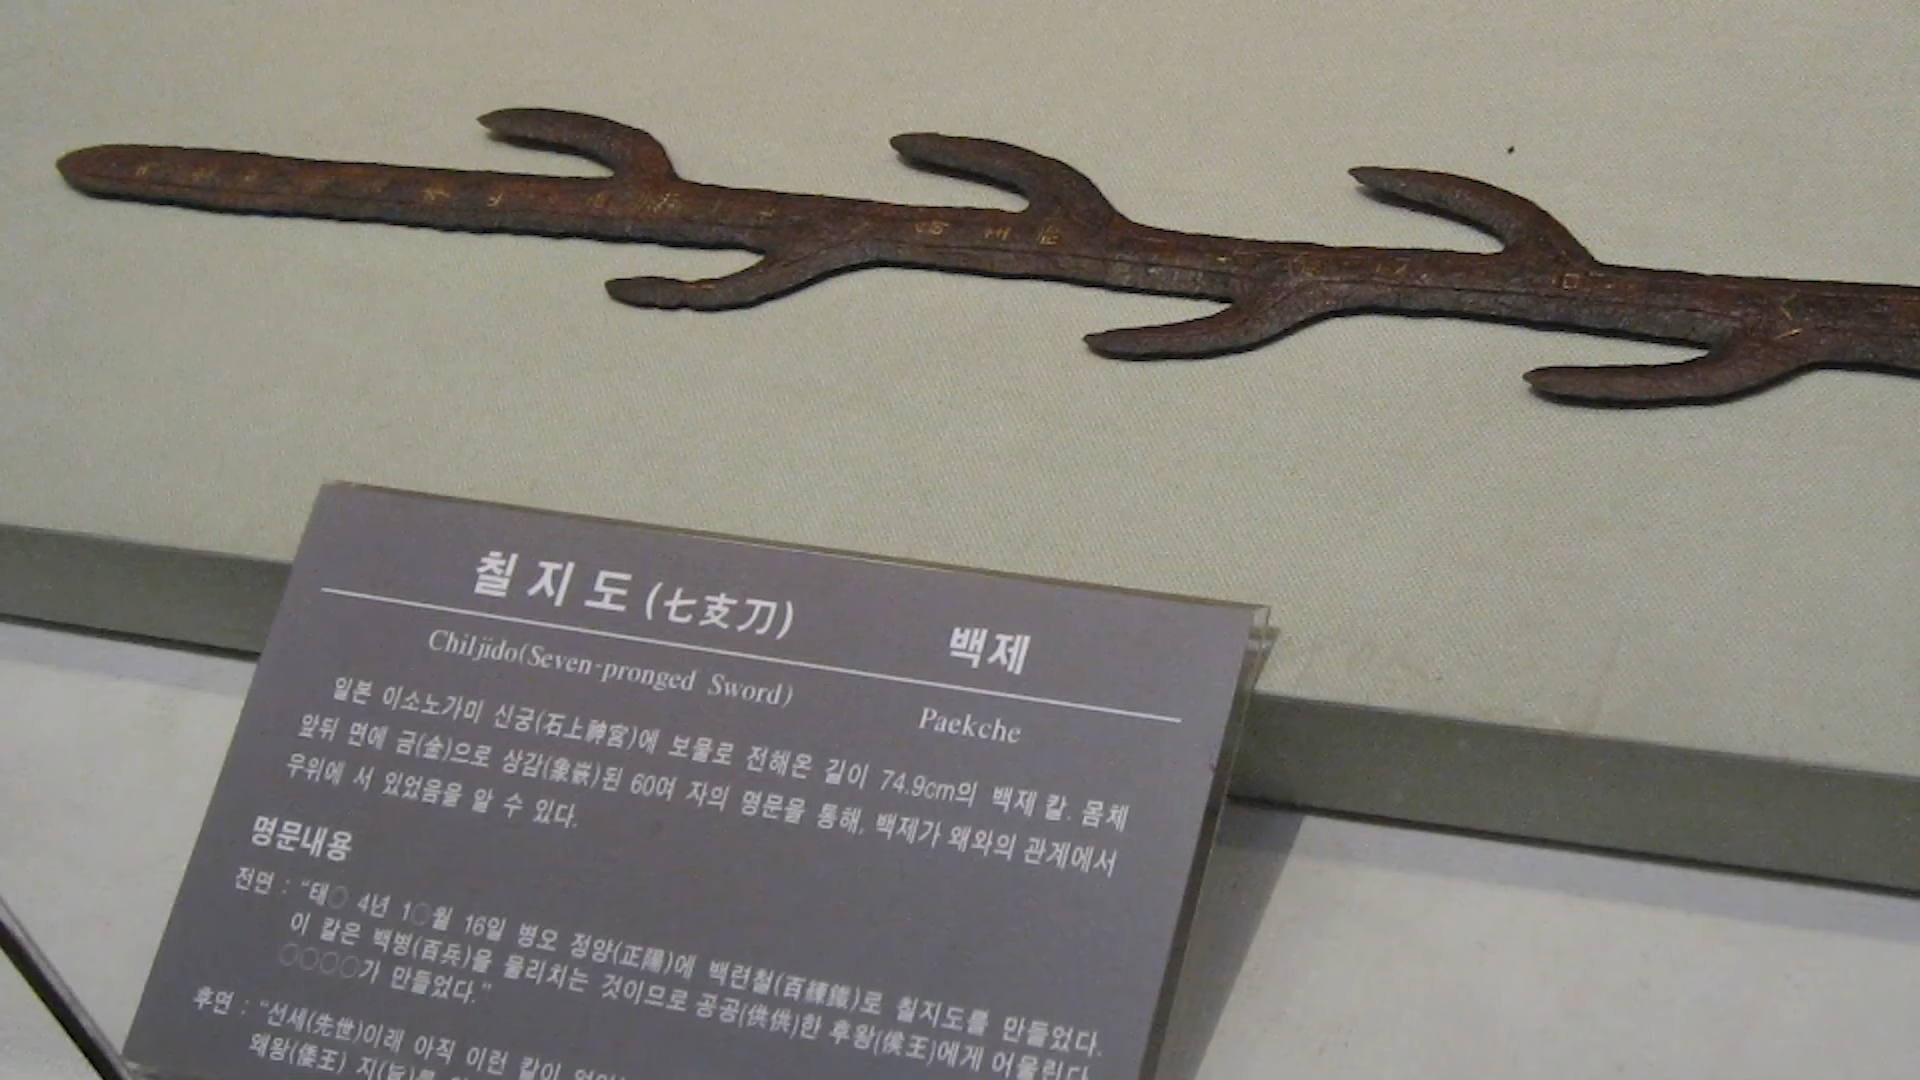 칠지도(七支刀) 백제
Chiljido(Seven-pronged Sword) Paekche
일본 이소노가미 신궁(石上神宮)에 보물로 전해온 길이 74.9cm의 백제 칼. 몸체
앞뒤 면에 금(金)으로 상감(象嵌)된 60여 자의 명문을 통해, 백제가 왜와의 관계에서
우위에 서 있었음을 알 수 있다.
명문내용
전면 : “태○ 4년 1○월 16일 병오 정양(正陽)에 백련철(百練鐵)로 칠지도를 만들었다.
이 칼은 백병(百兵)을 물리치는 것이므로 공공(供供)한 후왕(侯王)에게 어울린다.
○○○○가 만들었다.”
후면 : “선세(先世)이래 아직 이런 칼이
왜왕(倭王) 지(旨)를